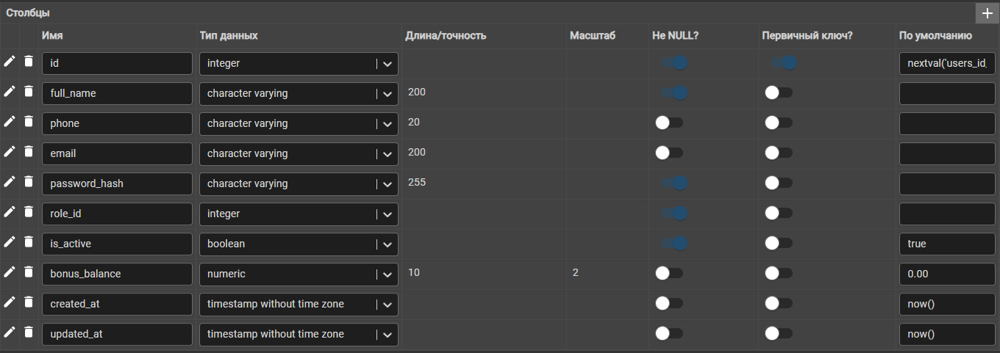 Столбцы
Имя Тип данных Длина/точность Масштаб Не NULL? Первичный ключ? По умолчанию
id integer nextval('users_id_
full_name character varying 200
phone character varying 20
email character varying 200
password_hash character varying 255
role_id integer
is_active boolean true
bonus_balance numeric 10 2 0.00
created_at timestamp without time zone now()
updated_at timestamp without time zone now()